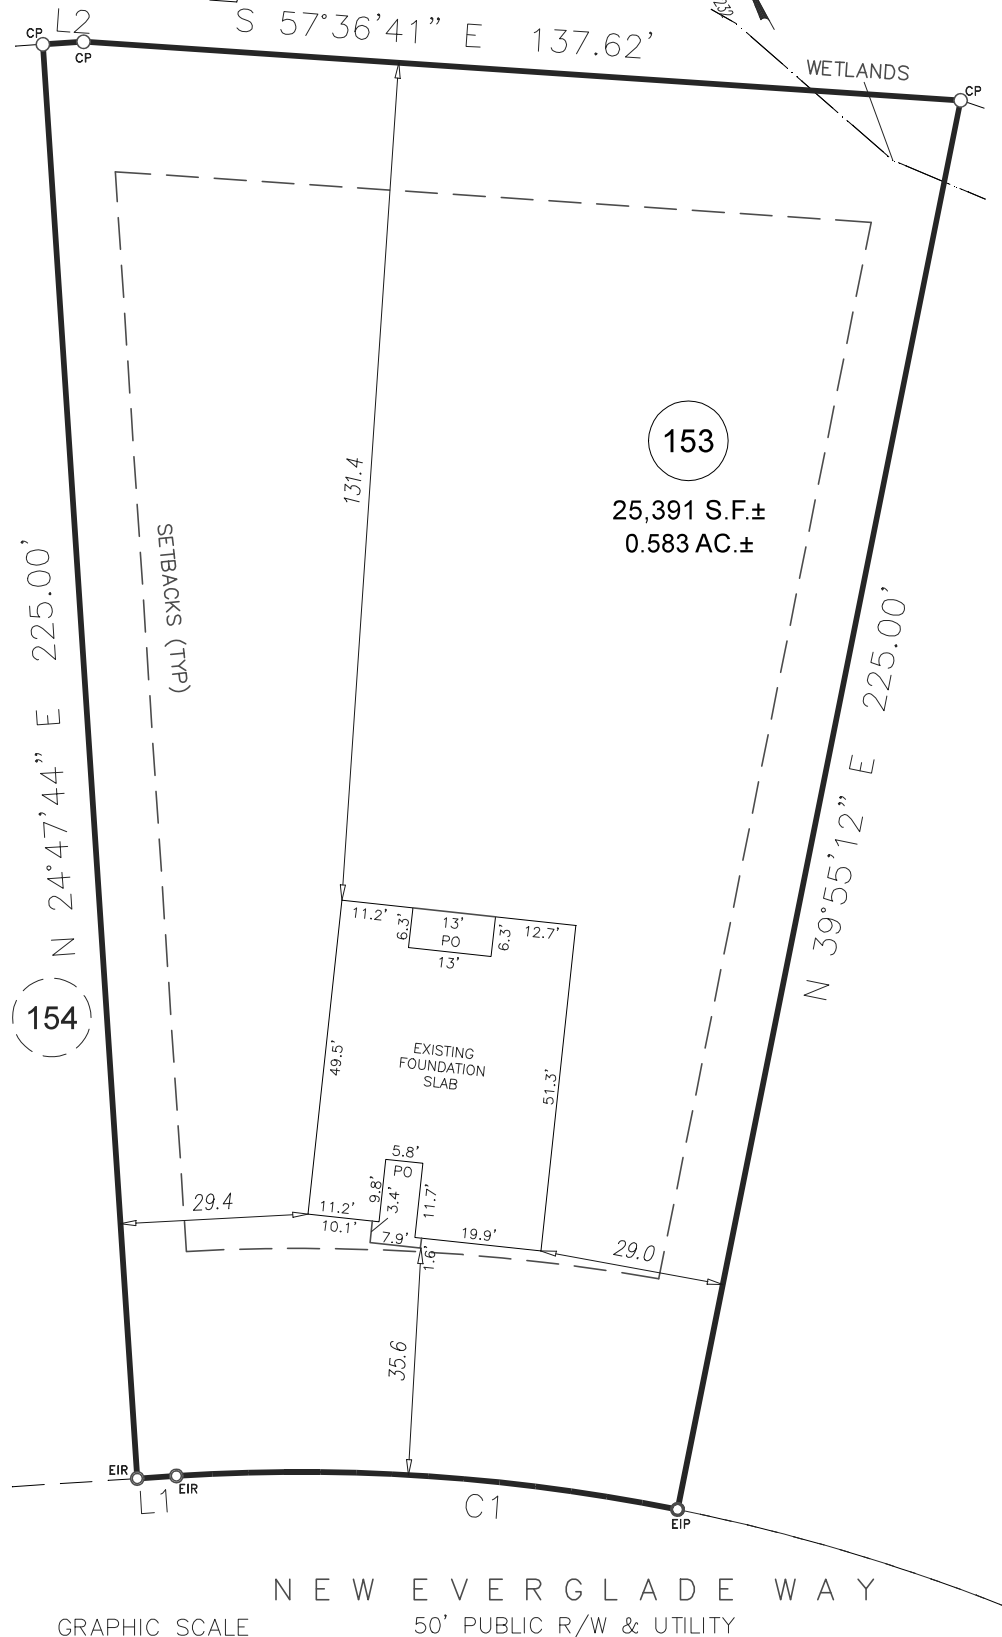 232'
L2
S 57°36'41" E 137.62'
CP
CP
CP
WETLANDS
131.4
153
25,391 S.F.±
0.583 AC.±
SETBACKS (TYP)
N 24°47'44" E 225.00'
N 39°55'12" E 225.00'
11.2'
6.3'
13'
PO
13'
6.3'
12.7'
154
49.5'
EXISTING
FOUNDATION
SLAB
51.3'
5.8'
PO
9.8'
3.4'
11.7'
29.4
11.2'
10.1'
7.9'
19.9'
1.6'
29.0
35.6
EIR
EIR
L1
C1
EIP
NEW EVERGLADE WAY
GRAPHIC SCALE
50' PUBLIC R/W & UTILITY